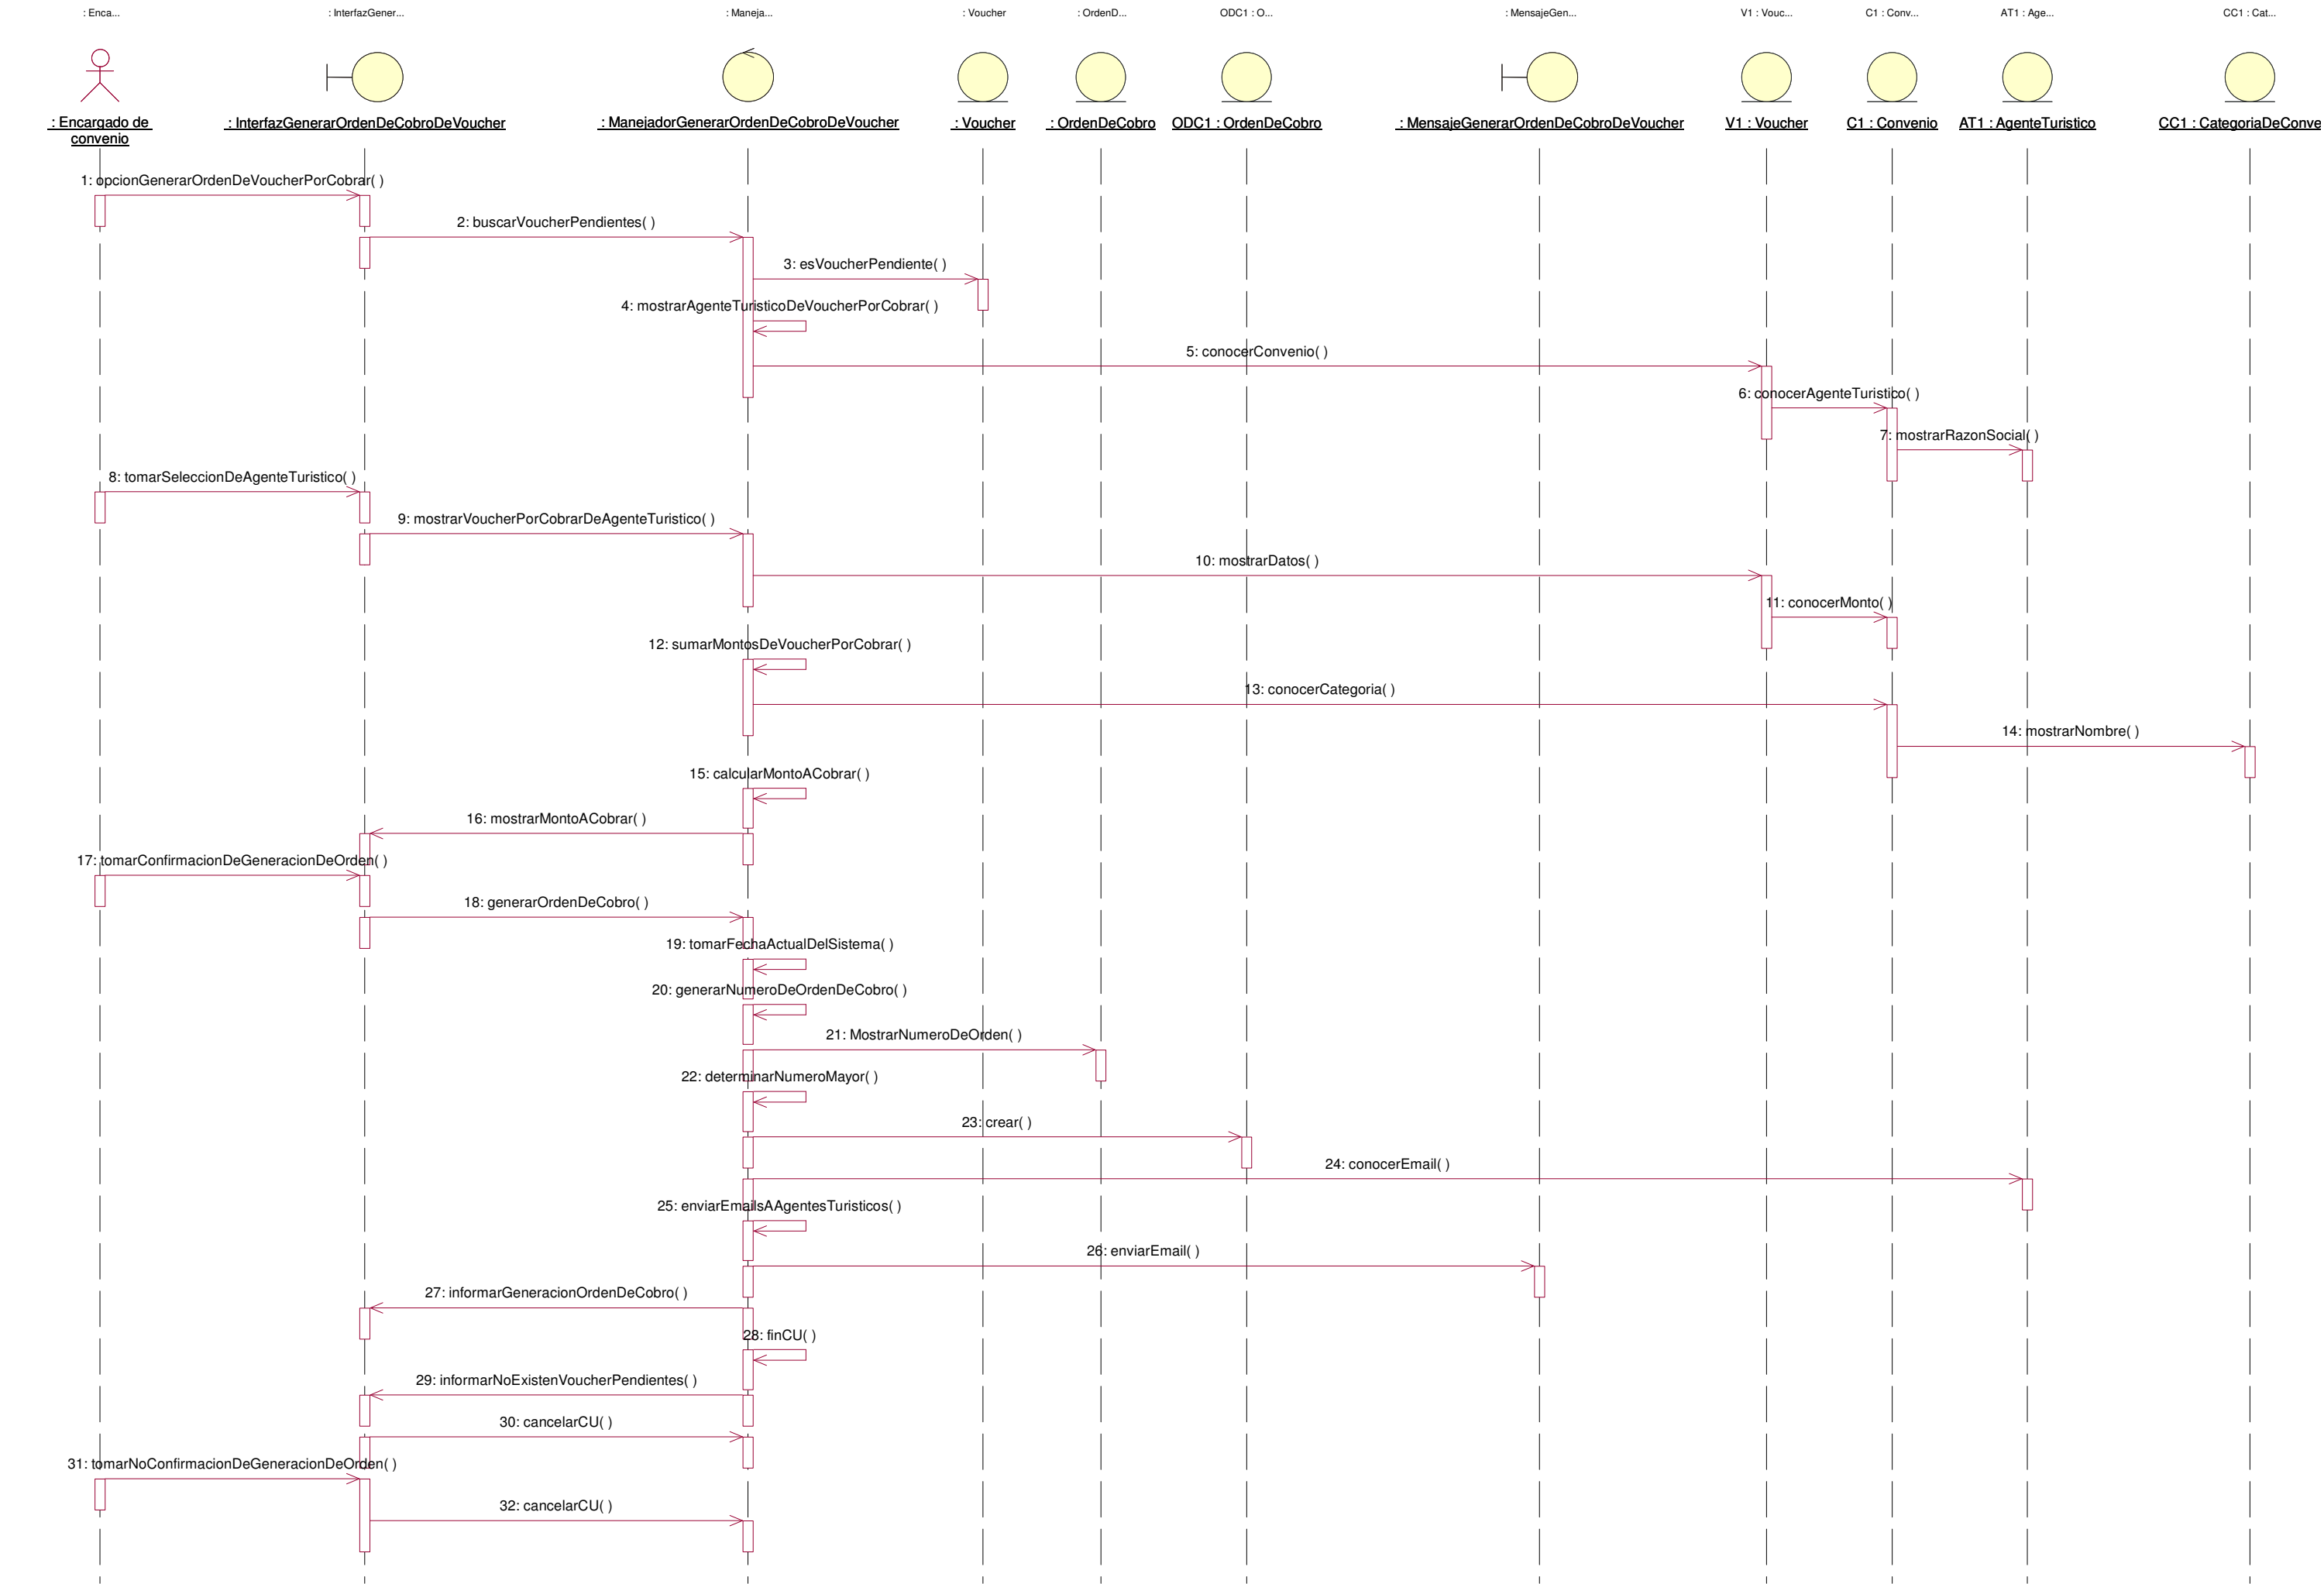 : Enca...
: InterfazGener...
: Maneja...
: Voucher
: OrdenD...
ODC1 : O...
: MensajeGen...
V1 : Vouc...
C1 : Conv...
AT1 : Age...
CC1 : Cat...
: Encargado de
convenio
: InterfazGenerarOrdenDeCobroDeVoucher
: ManejadorGenerarOrdenDeCobroDeVoucher
: Voucher
: OrdenDeCobro
ODC1 : OrdenDeCobro
: MensajeGenerarOrdenDeCobroDeVoucher
V1 : Voucher
C1 : Convenio
AT1 : AgenteTuristico
CC1 : CategoriaDeConve
1: opcionGenerarOrdenDeVoucherPorCobrar( )
2: buscarVoucherPendientes( )
3: esVoucherPendiente( )
4: mostrarAgenteTuristicoDeVoucherPorCobrar( )
5: conocerConvenio( )
6: conocerAgenteTuristico( )
7: mostrarRazonSocial( )
8: tomarSeleccionDeAgenteTuristico( )
9: mostrarVoucherPorCobrarDeAgenteTuristico( )
10: mostrarDatos( )
11: conocerMonto( )
12: sumarMontosDeVoucherPorCobrar( )
13: conocerCategoria( )
14: mostrarNombre( )
15: calcularMontoACobrar( )
16: mostrarMontoACobrar( )
17: tomarConfirmacionDeGeneracionDeOrden( )
18: generarOrdenDeCobro( )
19: tomarFechaActualDelSistema( )
20: generarNumeroDeOrdenDeCobro( )
21: MostrarNumeroDeOrden( )
22: determinarNumeroMayor( )
23: crear( )
24: conocerEmail( )
25: enviarEmailsAAgentesTuristicos( )
26: enviarEmail( )
27: informarGeneracionOrdenDeCobro( )
28: finCU( )
29: informarNoExistenVoucherPendientes( )
30: cancelarCU( )
31: tomarNoConfirmacionDeGeneracionDeOrden( )
32: cancelarCU( )